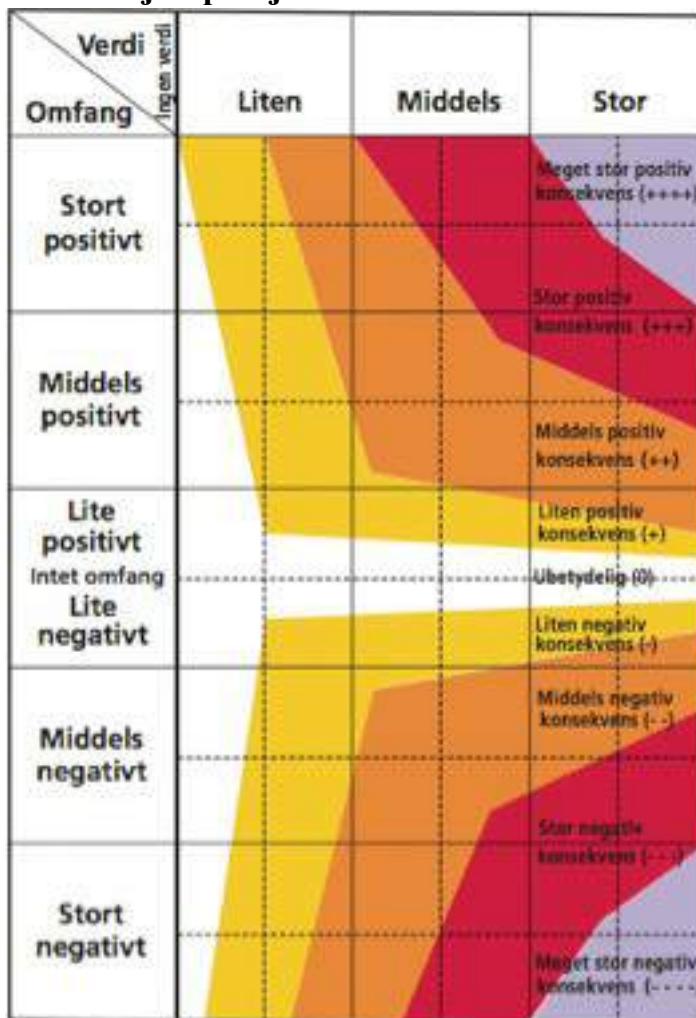 Verdi
Ingen verdi
Omfang
Liten
Middels
Stor
Stort
positivt
Meget stor positiv
konsekvens (++++)
Stor positiv
konsekvens (+++)
Middels
positivt
Middels positiv
konsekvens (++)
Lite
positivt
Liten positiv
konsekvens (+)
Intet omfang
Ubetydelig (0)
Lite
negativt
Liten negativ
konsekvens (-)
Middels
negativt
Middels negativ
konsekvens (- -)
Stor negativ
konsekvens (- - -)
Stort
negativt
Meget stor negativ
konsekvens (- - - -